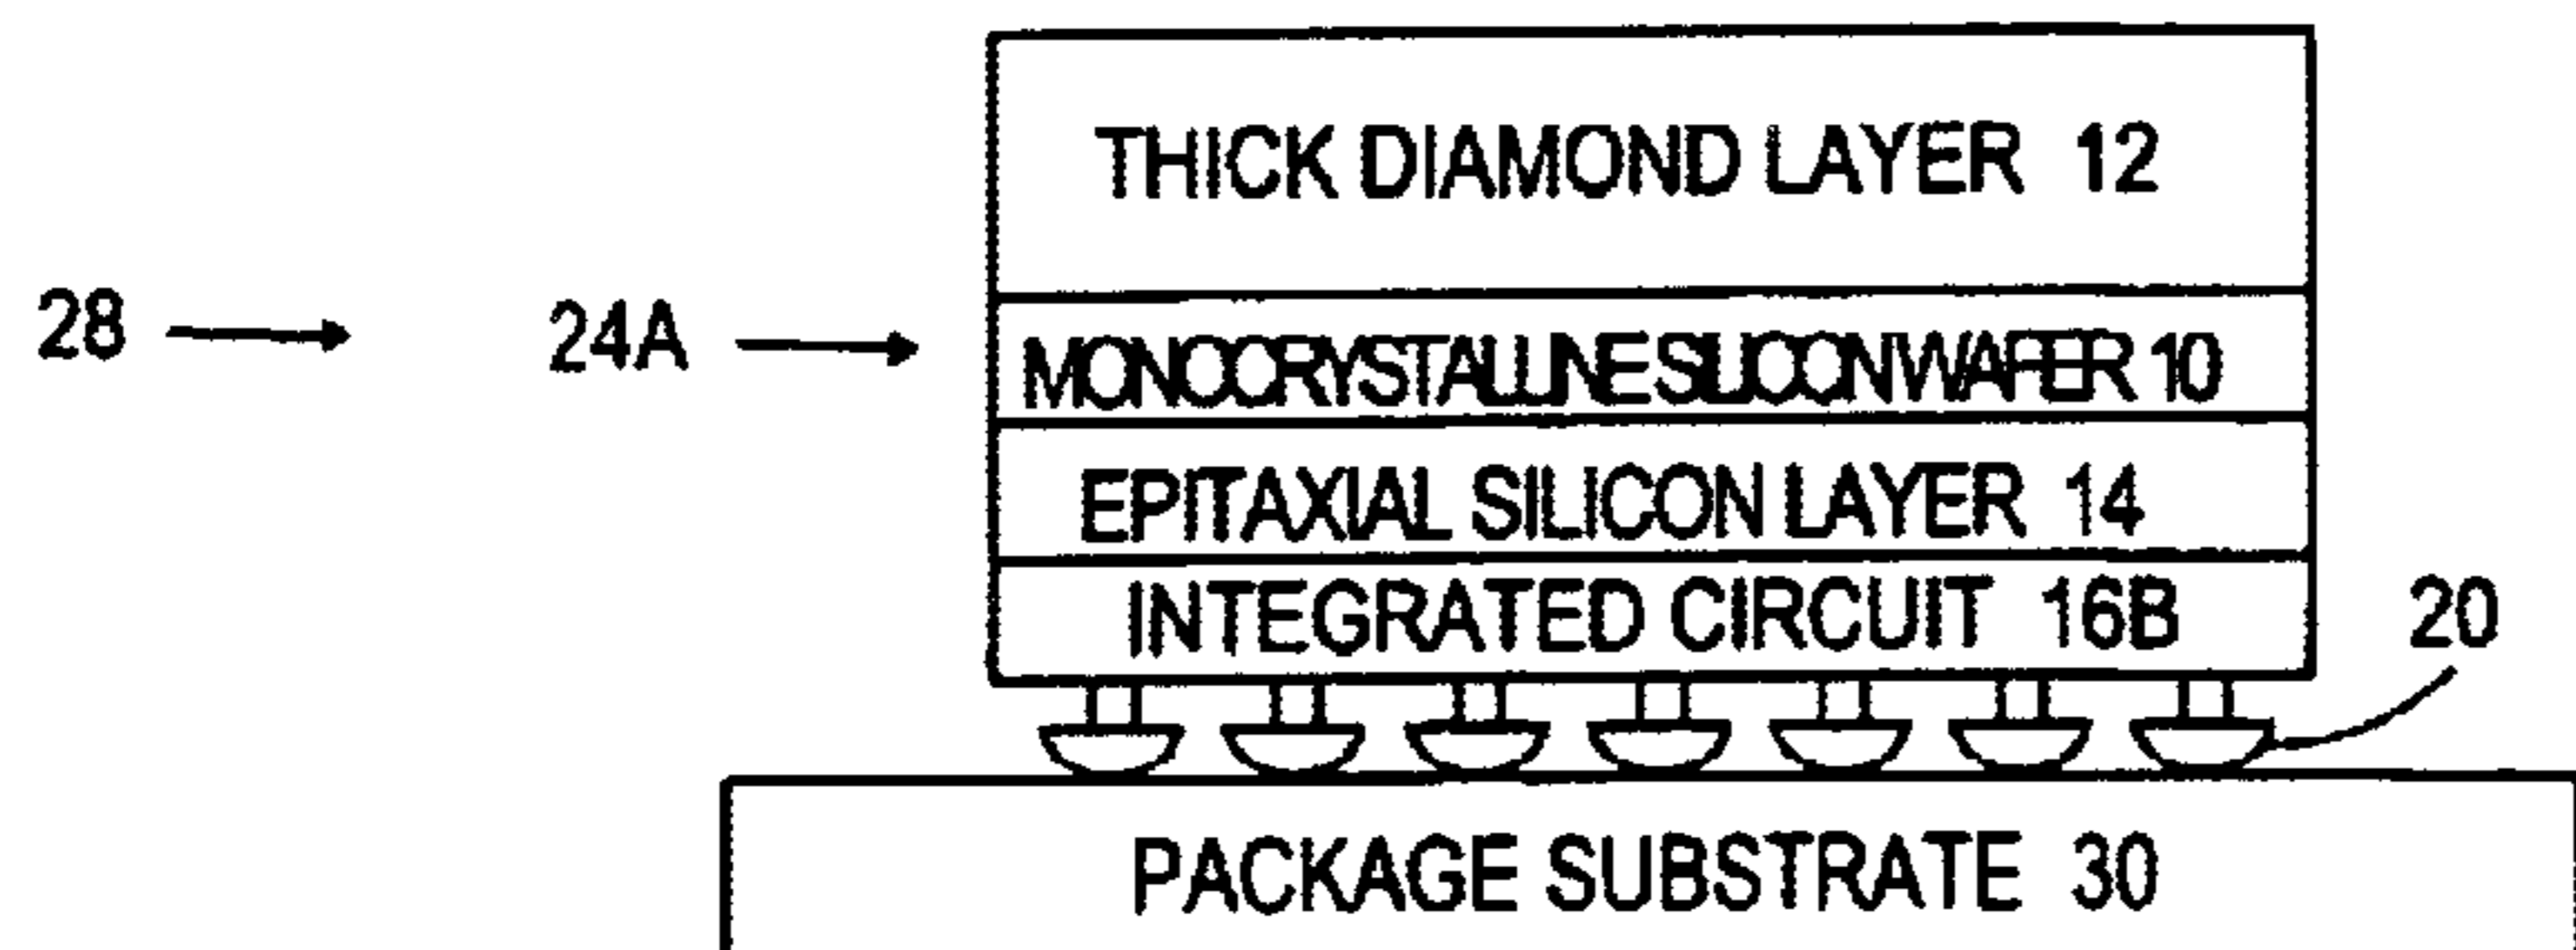 THICK DIAMOND LAYER 12
28
24A
MONOCRYSTALLINE SILICON WAFER 10
EPITAXIAL SILICON LAYER 14
INTEGRATED CIRCUIT 16B
20
PACKAGE SUBSTRATE 30